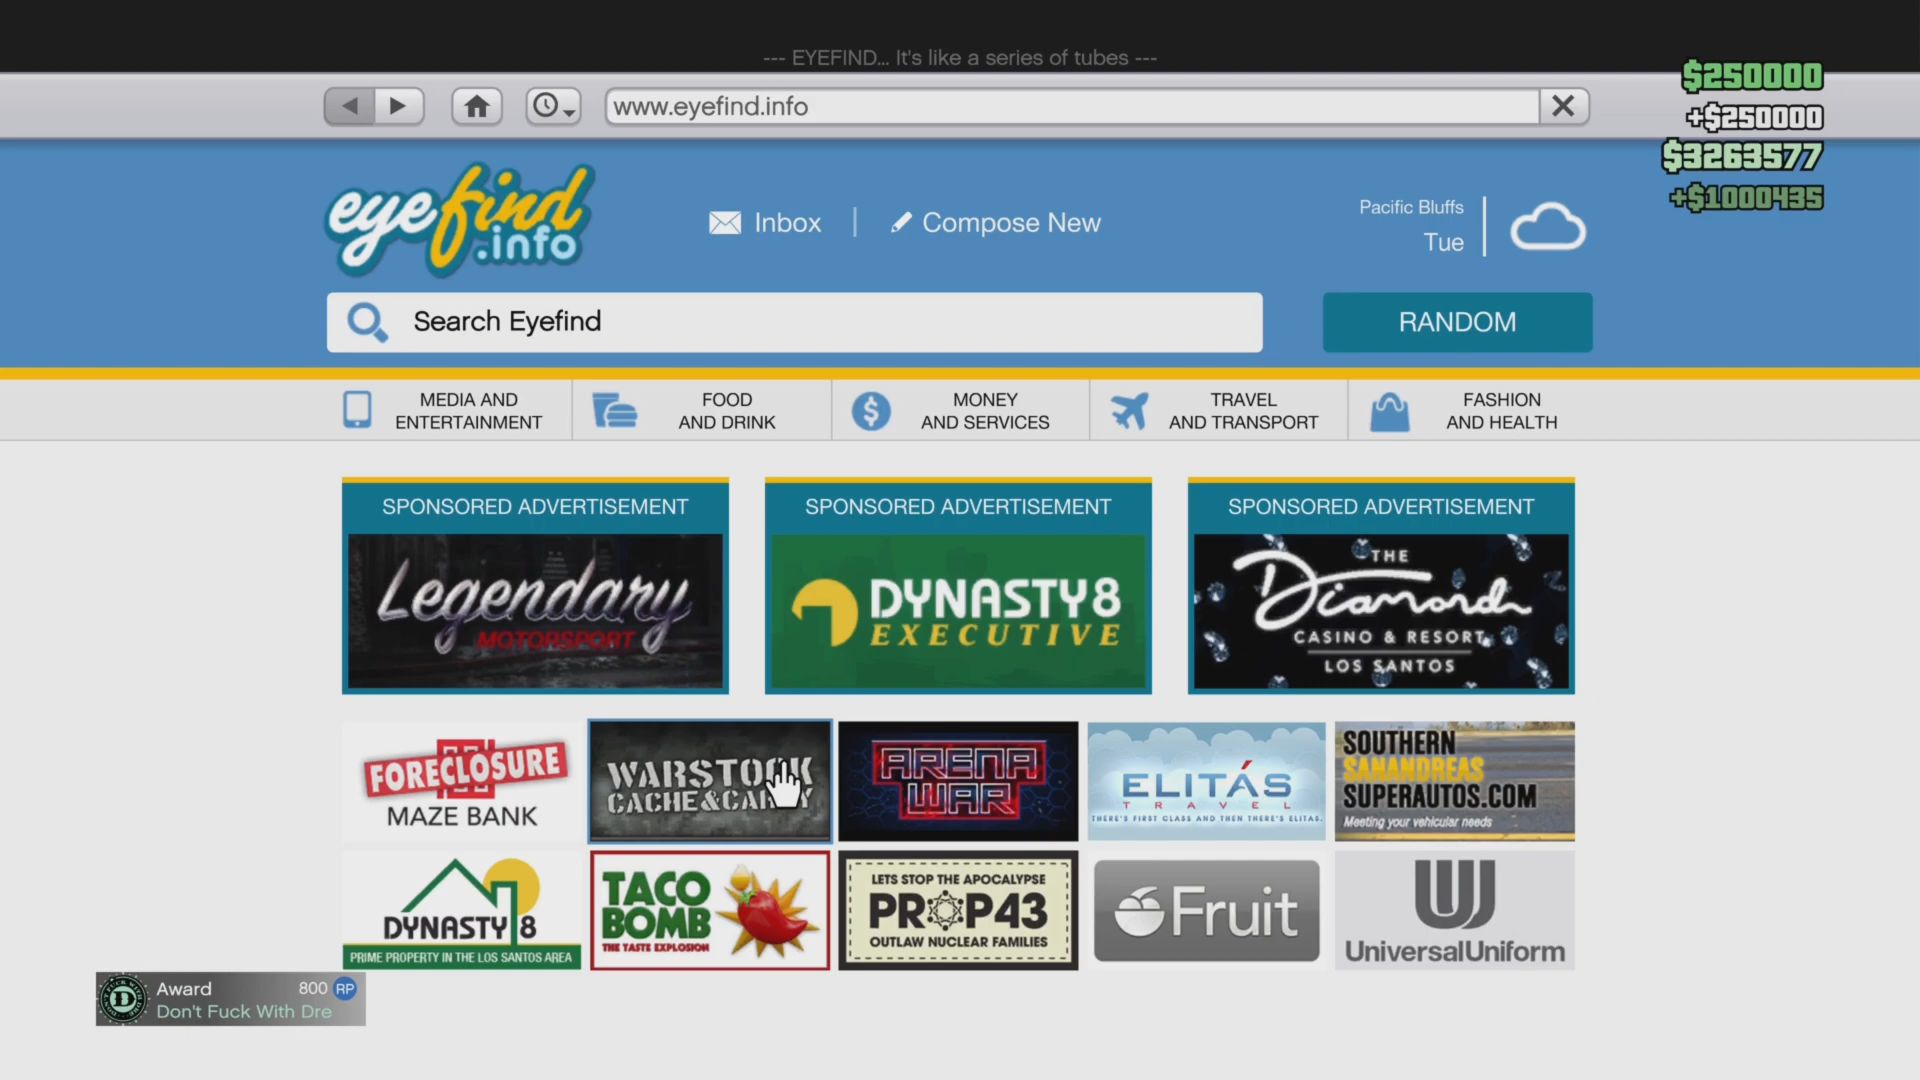 --- EYEFIND... It's like a series of tubes ---
www.eyefind.info
$250000
+$250000
$3263577
+$1000435
eyefind
.info
Inbox
Compose New
Pacific Bluffs
Tue
Search Eyefind
RANDOM
MEDIA AND
ENTERTAINMENT
FOOD
AND DRINK
MONEY
AND SERVICES
TRAVEL
AND TRANSPORT
FASHION
AND HEALTH
SPONSORED ADVERTISEMENT
Legendary
MOTORSPORT
SPONSORED ADVERTISEMENT
DYNASTY 8
EXECUTIVE
SPONSORED ADVERTISEMENT
THE
Diamond
CASINO & RESORT
LOS SANTOS
FORECLOSURE
MAZE BANK
WARSTOCK
CACHE&CARRY
ARENA
WAR
ELITÁS
TRAVEL
THERE'S FIRST CLASS AND THEN THERE'S ELITAS.
SOUTHERN
SANANDREAS
SUPERAUTOS.COM
Meeting your vehicular needs
DYNASTY 8
PRIME PROPERTY IN THE LOS SANTOS AREA
TACO
BOMB
THE TASTE EXPLOSION
LETS STOP THE APOCALYPSE
PROP43
OUTLAW NUCLEAR FAMILIES
Fruit
UU
UniversalUniform
Award 800 RP
Don't Fuck With Dre